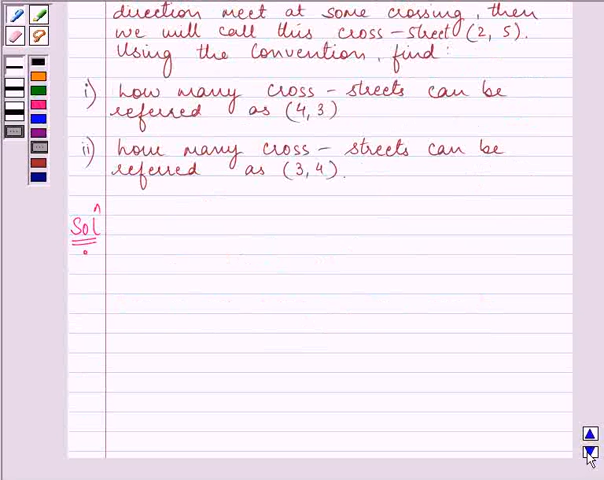 direction meet at some crossing, then
we will call this cross-street (2, 5).
Using the Convention, find:
i) how many cross-streets can be
referred as (4, 3)
ii) how many cross-streets can be
referred as (3, 4).
Sol^n